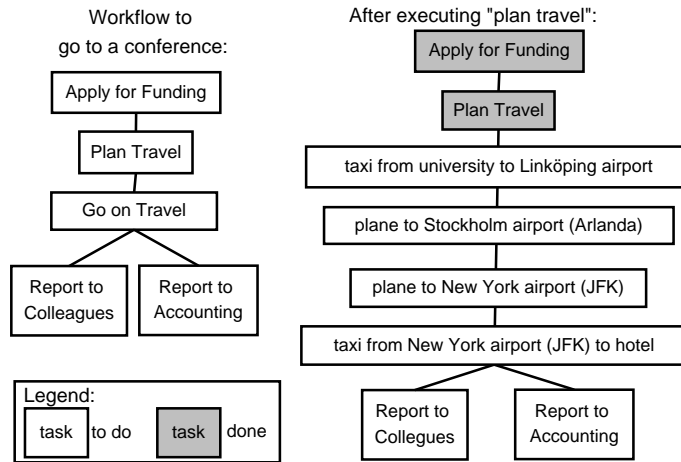 Workflow to
go to a conference:
Apply for Funding
Plan Travel
Go on Travel
Report to
Colleagues
Report to
Accounting
Legend:
task to do
task done
After executing "plan travel":
Apply for Funding
Plan Travel
taxi from university to Linköping airport
plane to Stockholm airport (Arlanda)
plane to New York airport (JFK)
taxi from New York airport (JFK) to hotel
Report to
Collegues
Report to
Accounting